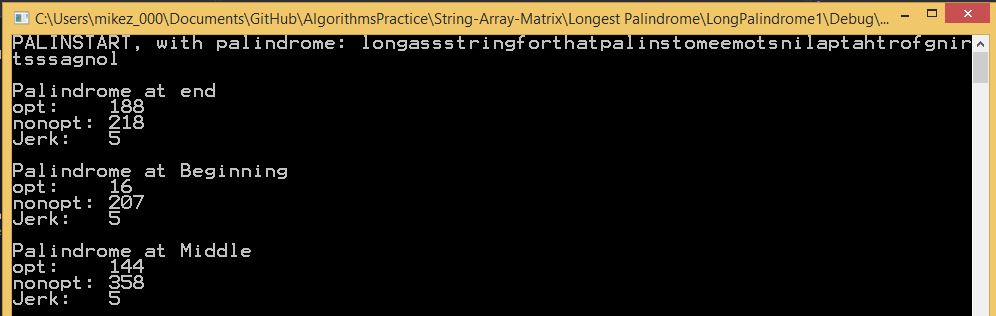 C:\Users\mikez_000\Documents\GitHub\AlgorithmsPractice\String-Array-Matrix\Longest Palindrome\LongPalindrome1\Debug\...
PALINSTART, with palindrome: longassstringforthatpalinstomeemotsnilaptahtrofgnir
tsssagnol
Palindrome at end
opt: 188
nonopt: 218
Jerk: 5
Palindrome at Beginning
opt: 16
nonopt: 207
Jerk: 5
Palindrome at Middle
opt: 144
nonopt: 358
Jerk: 5